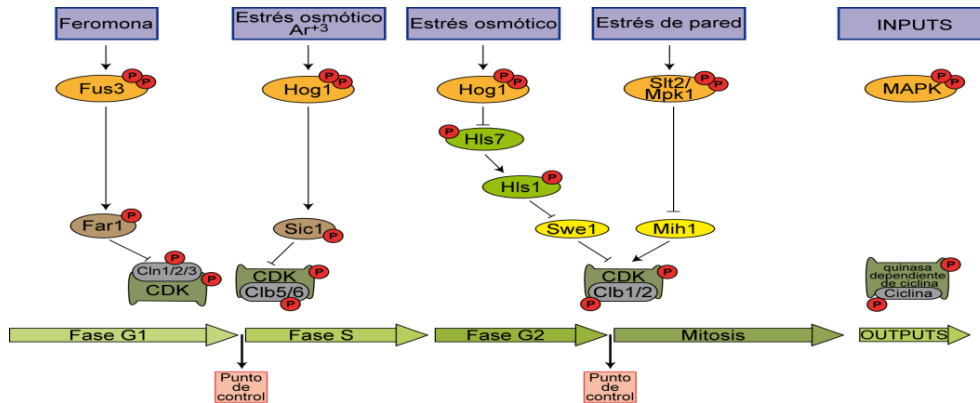 Feromona
Estrés osmótico
Ar+3
Estrés osmótico
Estrés de pared
INPUTS
P
P
Fus3
P
P
Hog1
P
P
Hog1
P
P
Slt2/
Mpk1
P
P
MAPK
P
Hls7
P
Hls1
P
Far1
Sic1
P
Swe1
Mih1
P
Cln1/2/3
P
CDK
P
CDK
Clb5/6
P
P
CDK
Clb1/2
P
P
quinasa
dependiente
de ciclina
Ciclina
P
Fase G1
Fase S
Fase G2
Mitosis
OUTPUTS
Punto
de
control
Punto
de
control